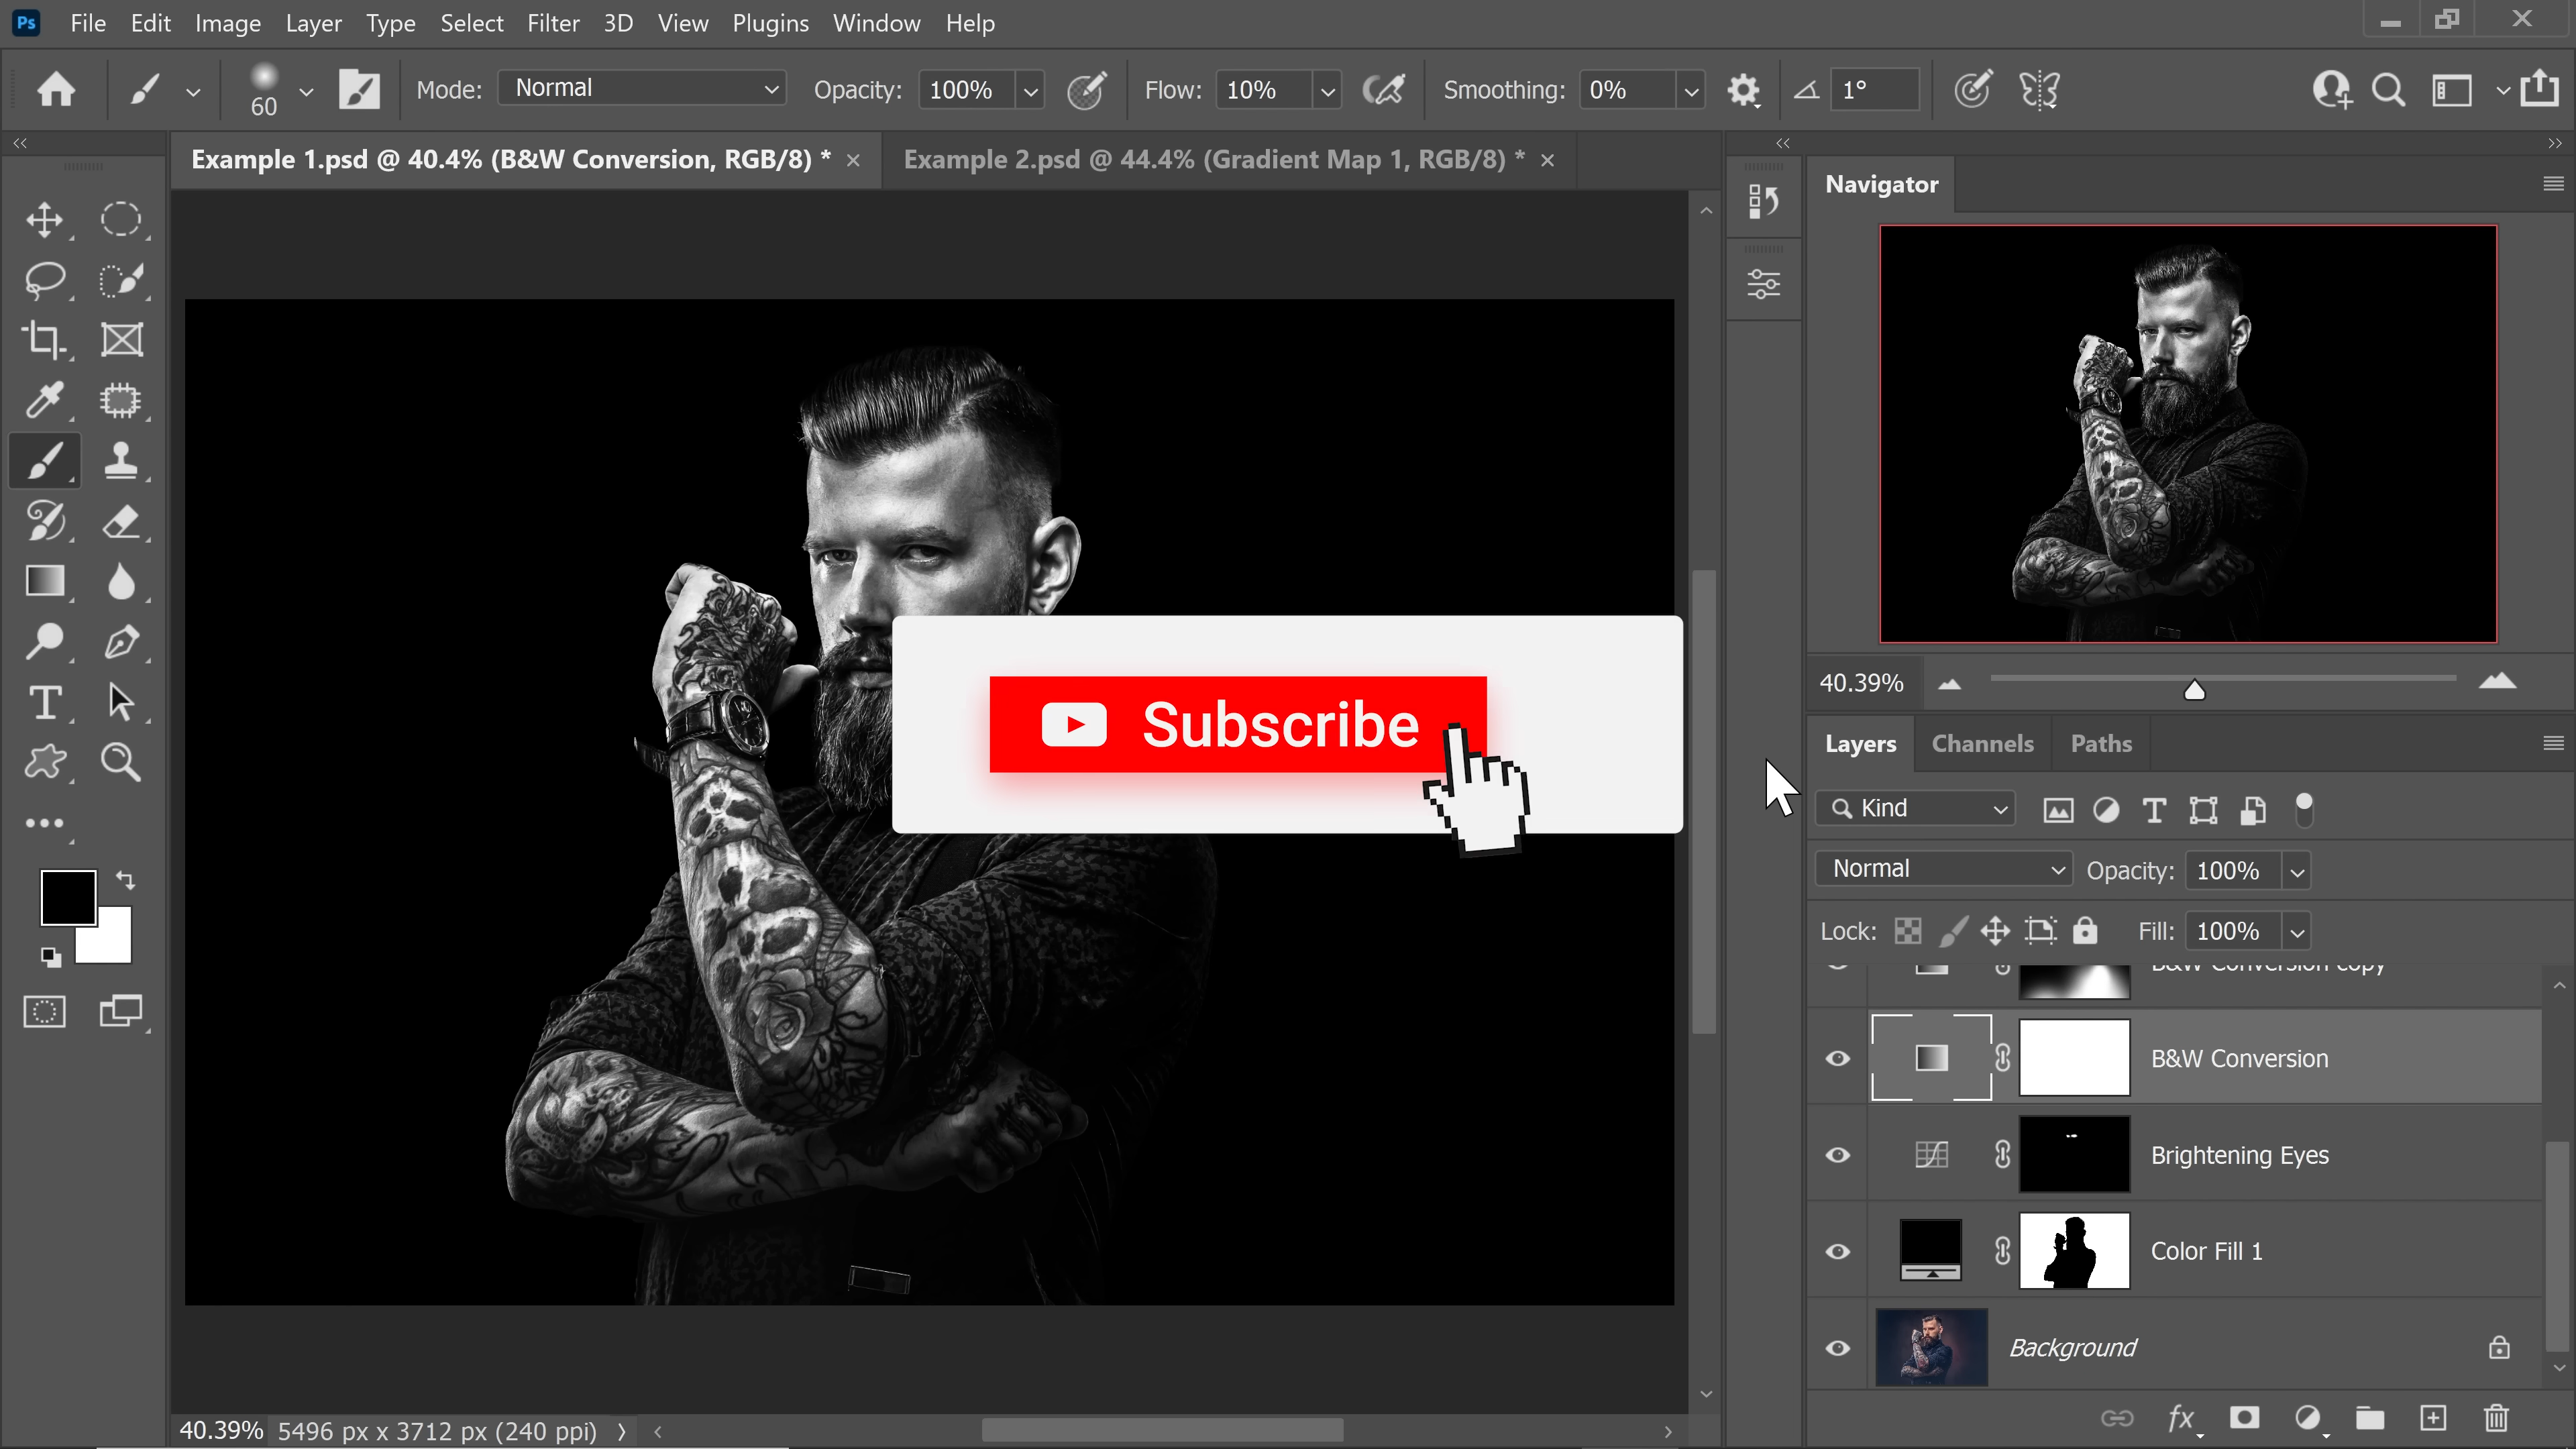 Ps File Edit Image Layer Type Select Filter 3D View Plugins Window Help
60 Mode: Normal Opacity: 100% Flow: 10% Smoothing: 0% 1°
Example 1.psd @ 40.4% (B&W Conversion, RGB/8) * × Example 2.psd @ 44.4% (Gradient Map 1, RGB/8) * ×
Navigator
40.39%
Subscribe
Layers Channels Paths
Kind
Normal Opacity: 100%
Lock: Fill: 100%
B&W Conversion copy
B&W Conversion
Brightening Eyes
Color Fill 1
Background
fx
40.39% 5496 px x 3712 px (240 ppi)